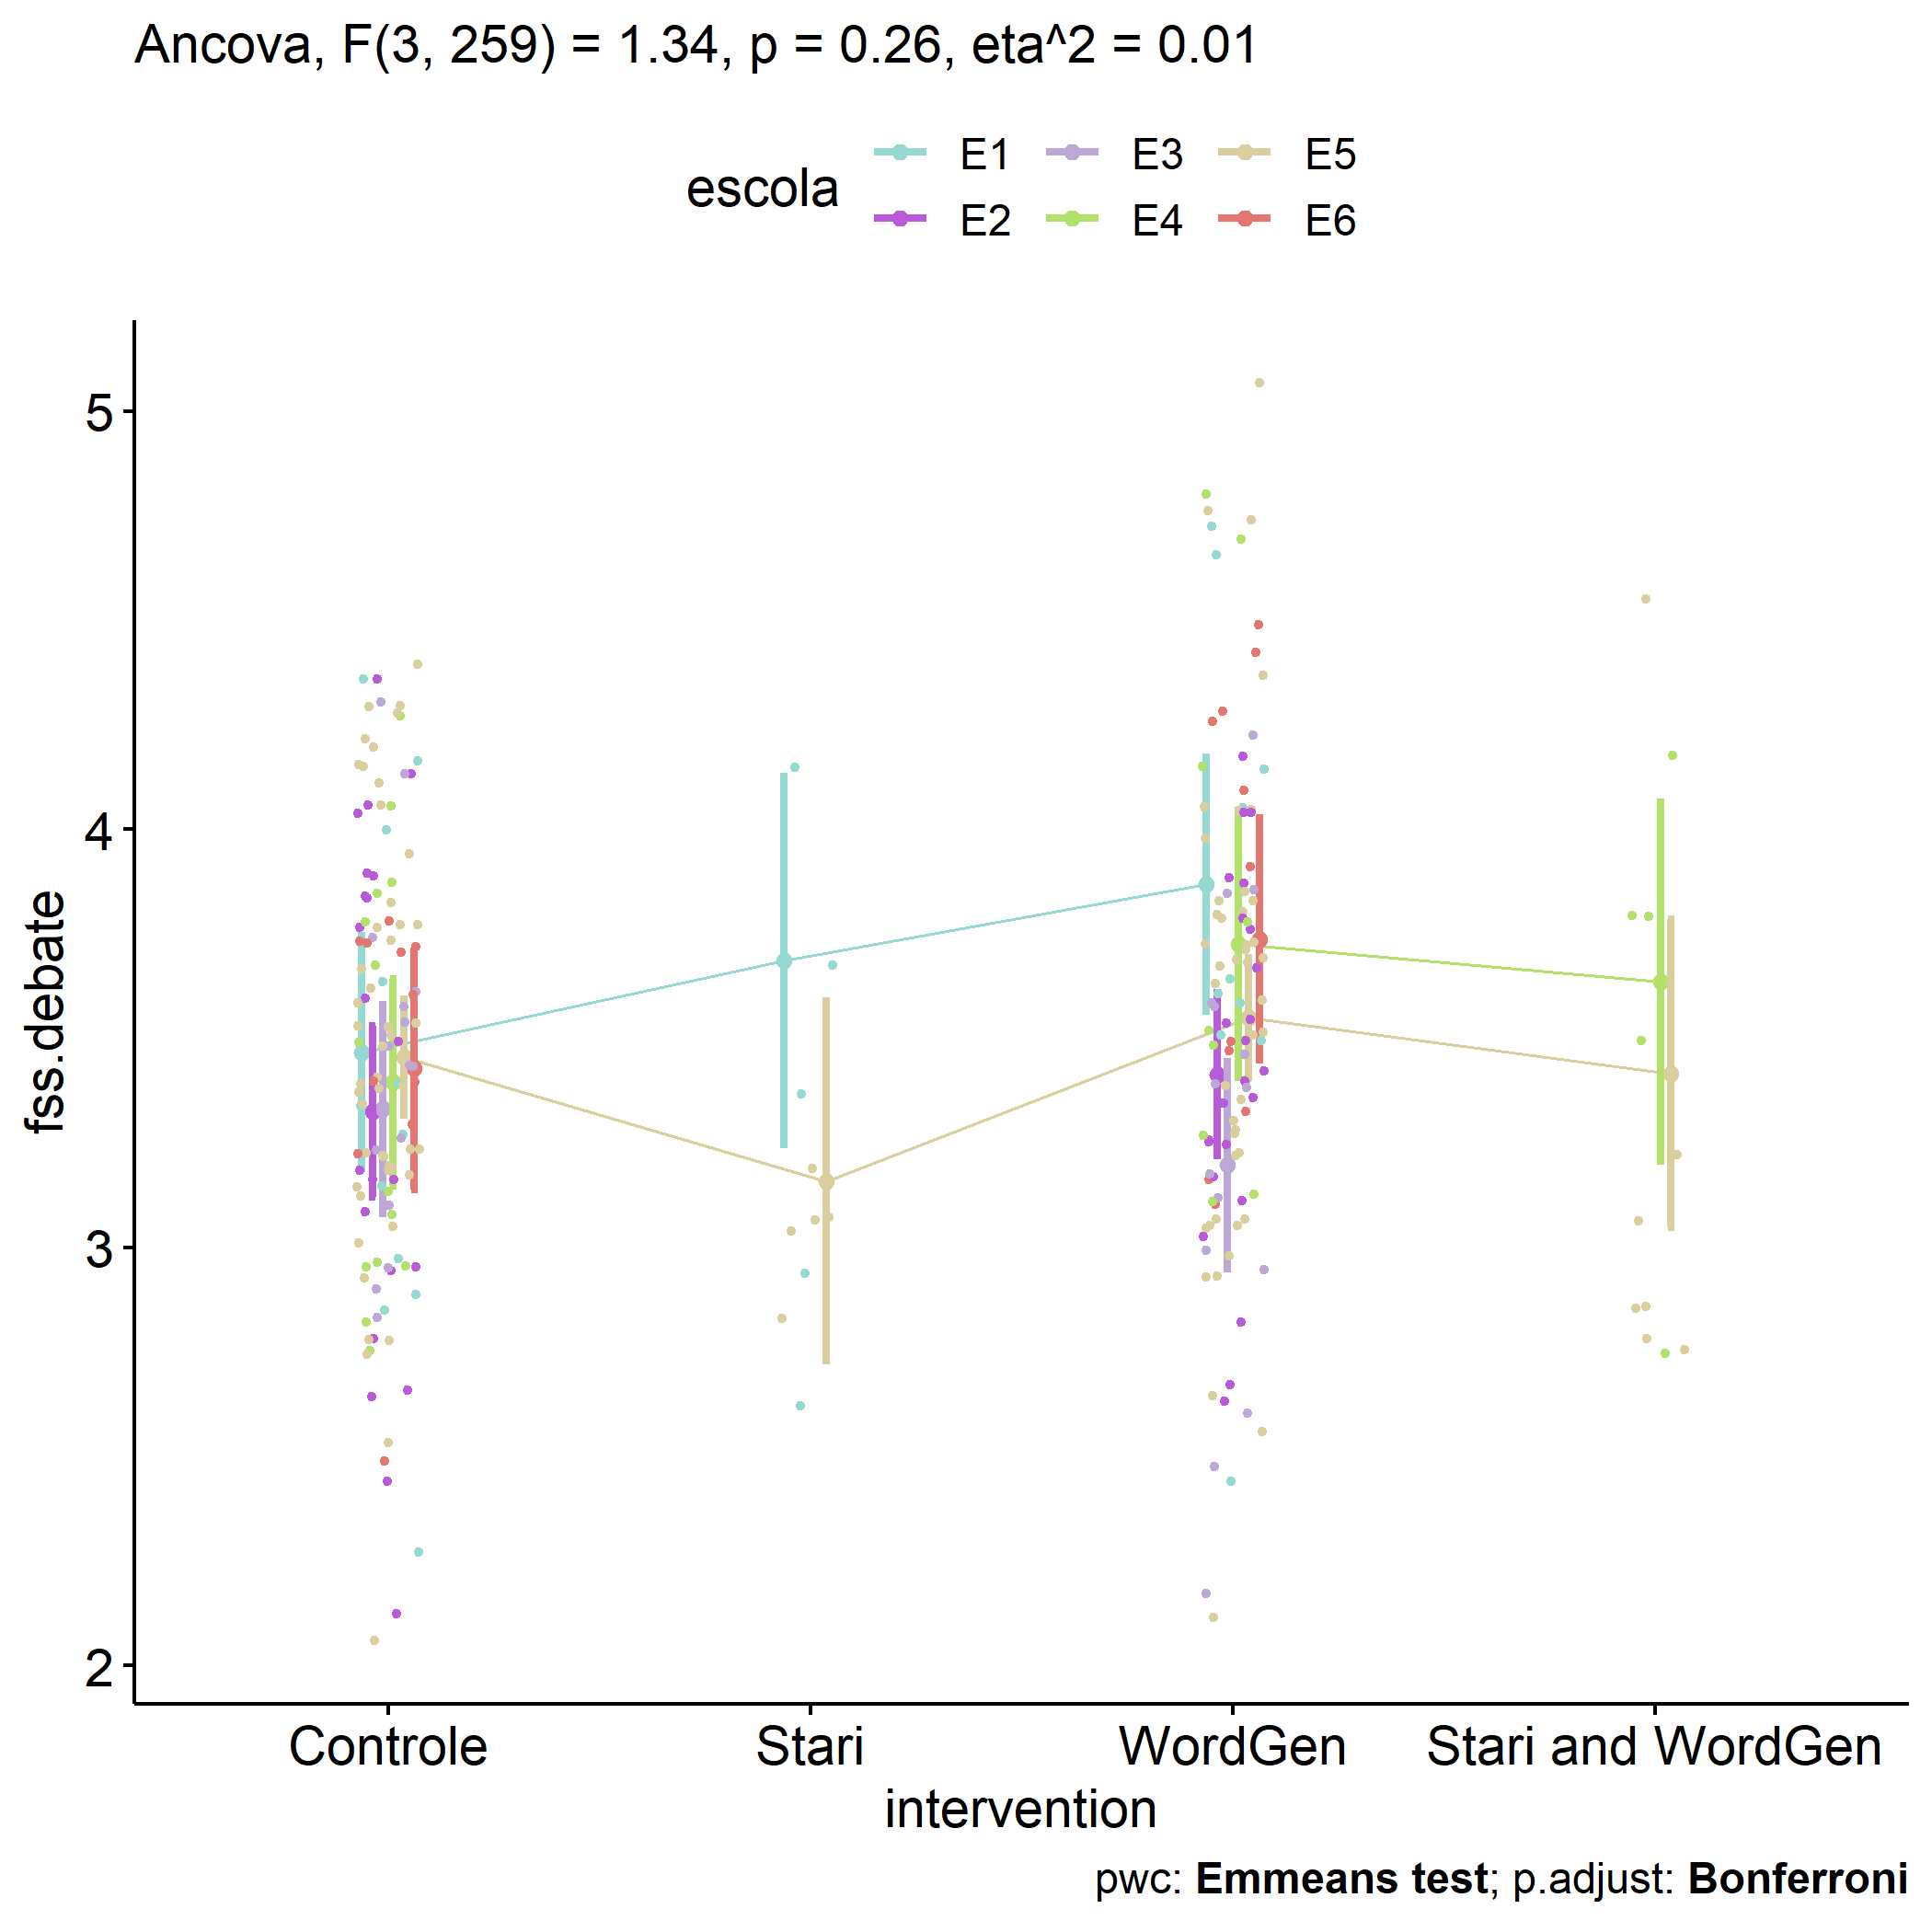 Ancova, F(3, 259) = 1.34, p = 0.26, eta^2 = 0.01
escola
E1 E3 E5
E2 E4 E6
fss.debate
5
4
3
2
Controle Stari WordGen Stari and WordGen
intervention
pwc: Emmeans test; p.adjust: Bonferroni